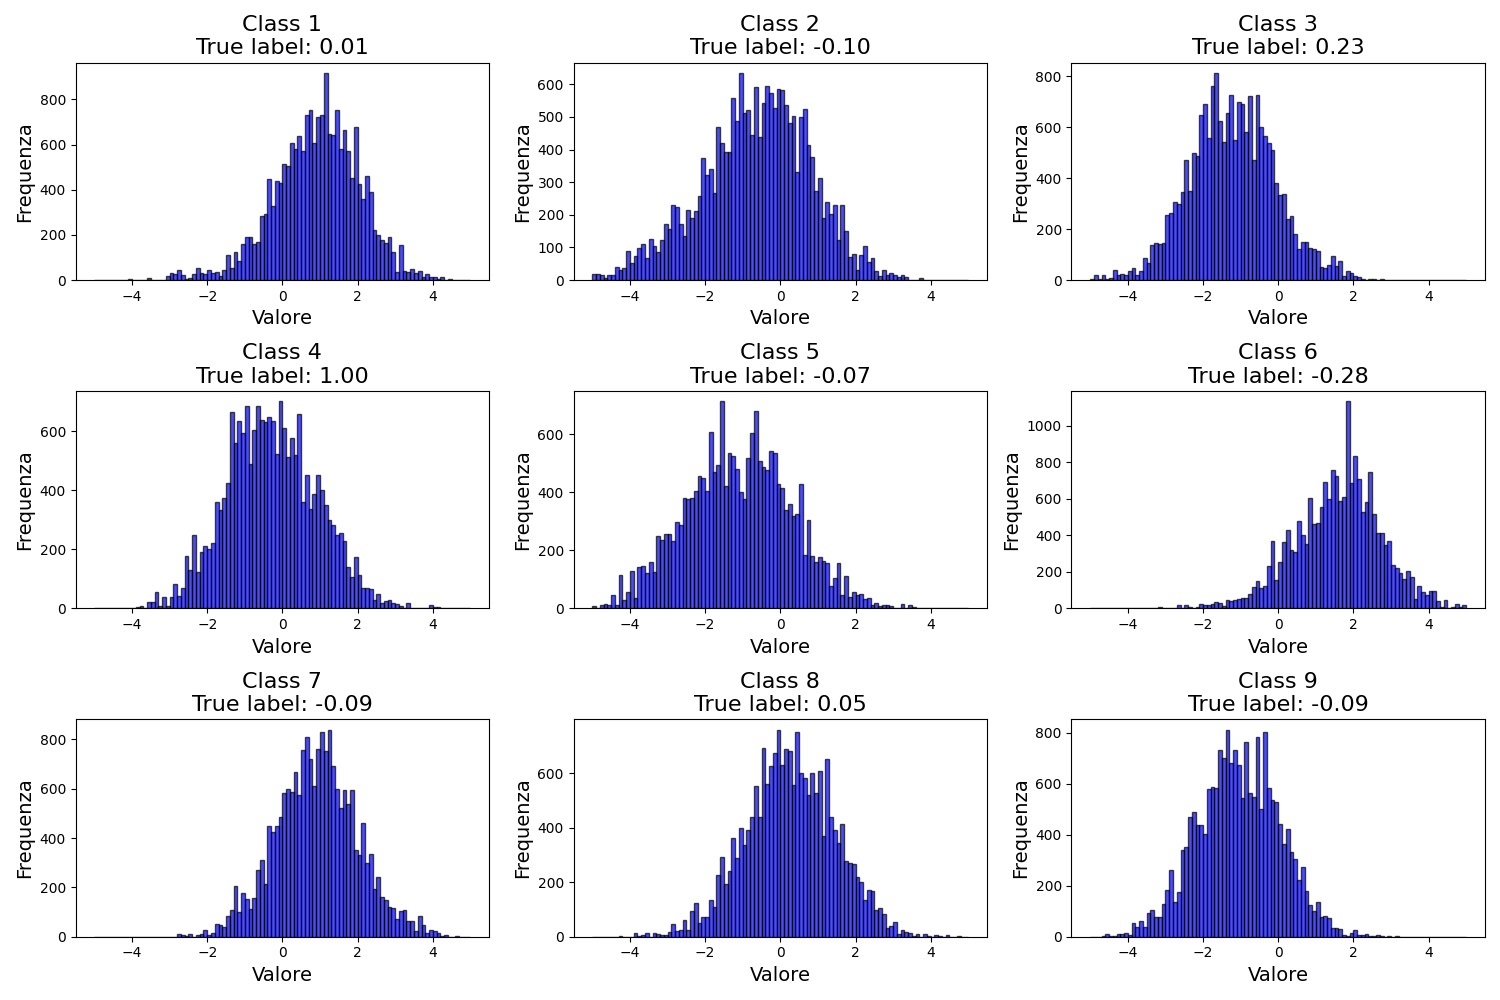 Class 1
True label: 0.01
Frequenza
800
600
400
200
0
−4 −2 0 2 4
Valore
Class 2
True label: -0.10
Frequenza
600
500
400
300
200
100
0
−4 −2 0 2 4
Valore
Class 3
True label: 0.23
Frequenza
800
600
400
200
0
−4 −2 0 2 4
Valore
Class 4
True label: 1.00
Frequenza
600
400
200
0
−4 −2 0 2 4
Valore
Class 5
True label: -0.07
Frequenza
600
400
200
0
−4 −2 0 2 4
Valore
Class 6
True label: -0.28
Frequenza
1000
800
600
400
200
0
−4 −2 0 2 4
Valore
Class 7
True label: -0.09
Frequenza
800
600
400
200
0
−4 −2 0 2 4
Valore
Class 8
True label: 0.05
Frequenza
600
400
200
0
−4 −2 0 2 4
Valore
Class 9
True label: -0.09
Frequenza
800
600
400
200
0
−4 −2 0 2 4
Valore